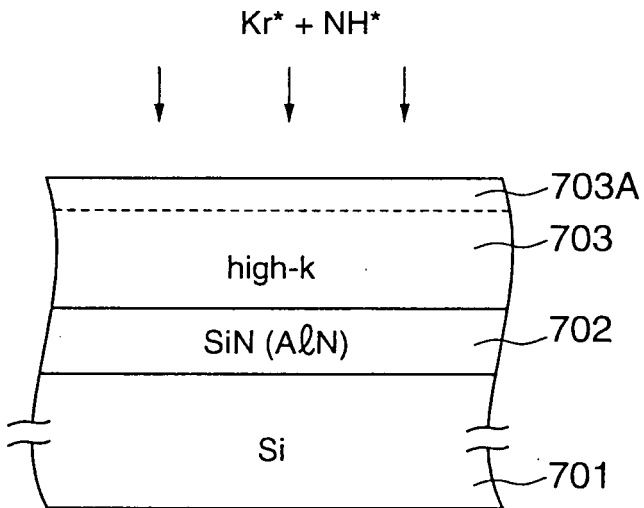 Kr* + NH*
703A
703
high-k
702
SiN (AℓN)
Si
701